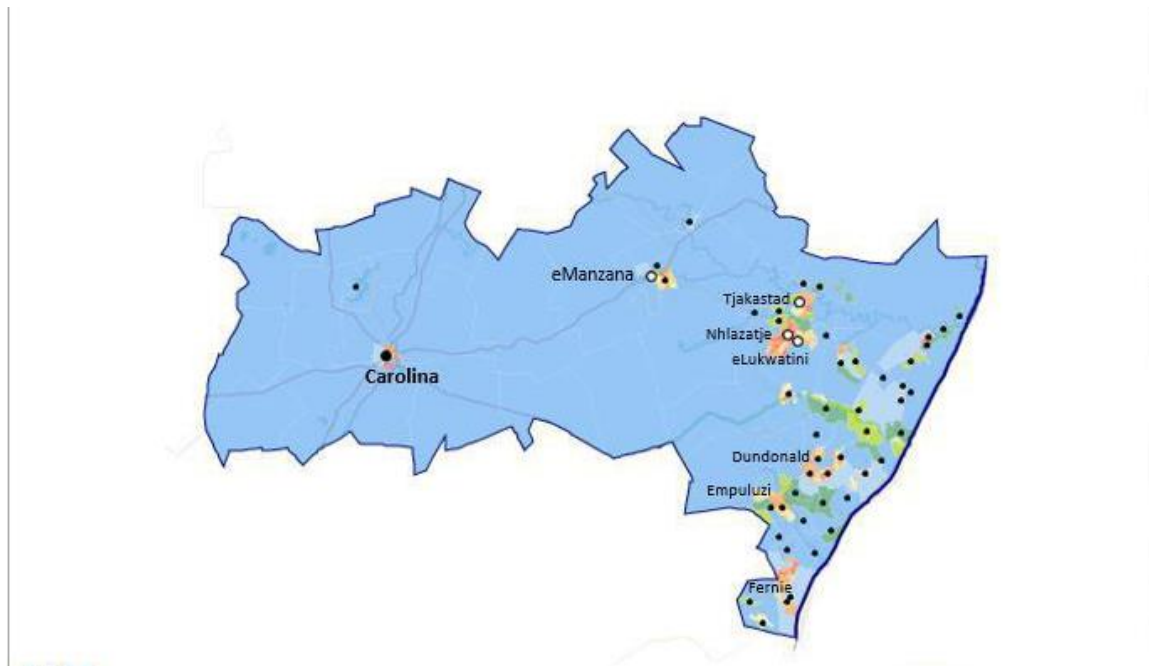 eManzana
Tjakastad
Nhlazatje
eLukwatini
Carolina
Dundonald
Empuluzi
Fernie